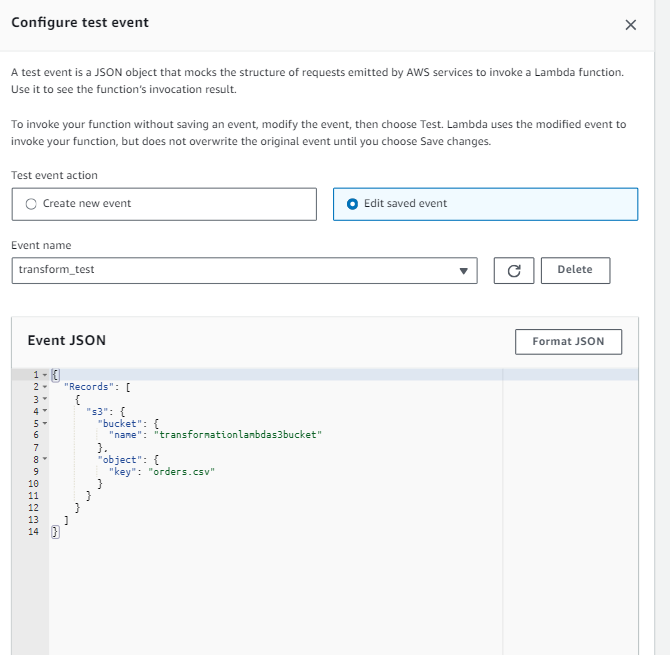 Configure test event
A test event is a JSON object that mocks the structure of requests emitted by AWS services to invoke a Lambda function.
Use it to see the function's invocation result.
To invoke your function without saving an event, modify the event, then choose Test. Lambda uses the modified event to
invoke your function, but does not overwrite the original event until you choose Save changes.
Test event action
Create new event
Edit saved event
Event name
transform_test
Delete
Event JSON
Format JSON
1 {
2 "Records": [
3 {
4 "s3": {
5 "bucket": {
6 "name": "transformationlambdas3bucket"
7 },
8 "object": {
9 "key": "orders.csv"
10 }
11 }
12 }
13 ]
14 }